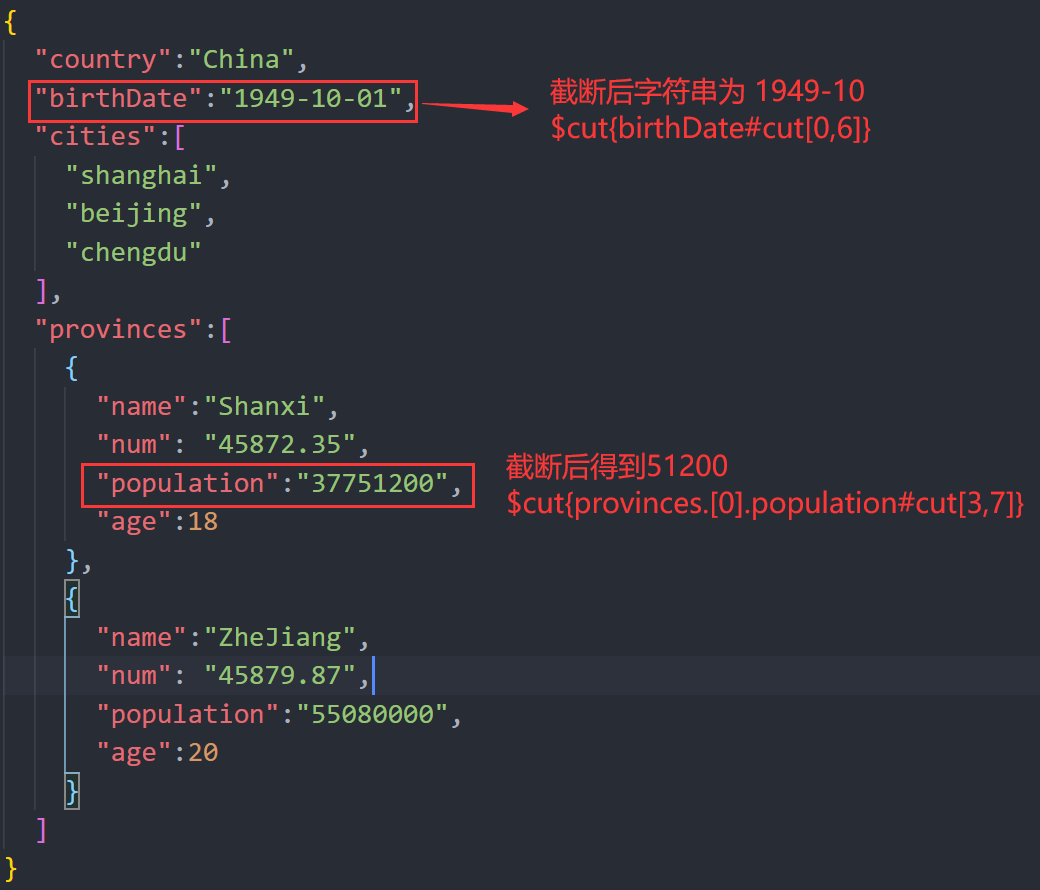 {
"country":"China",
"birthDate":"1949-10-01",
截断后字符串为 1949-10
$cut{birthDate#cut[0,6]}
"cities":[
"shanghai",
"beijing",
"chengdu"
],
"provinces":[
{
"name":"Shanxi",
"num": "45872.35",
"population":"37751200",
截断后得到51200
$cut{provinces.[0].population#cut[3,7]}
"age":18
},
{
"name":"ZheJiang",
"num": "45879.87",
"population":"55080000",
"age":20
}
]
}